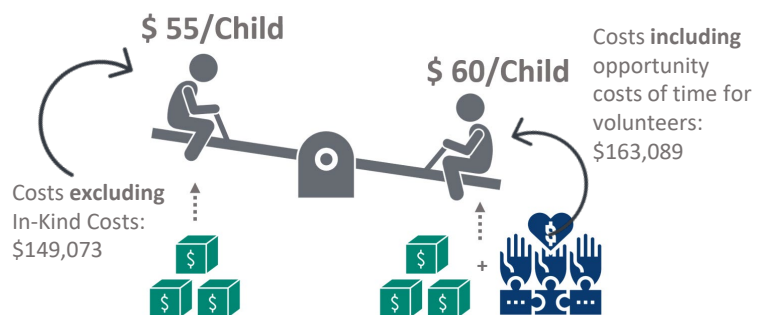 $ 55/Child
$ 60/Child
Costs including
opportunity
costs of time for
volunteers:
$163,089
Costs excluding
In-Kind Costs:
$149,073
$
$ $
$
$ $
+
$
... ...